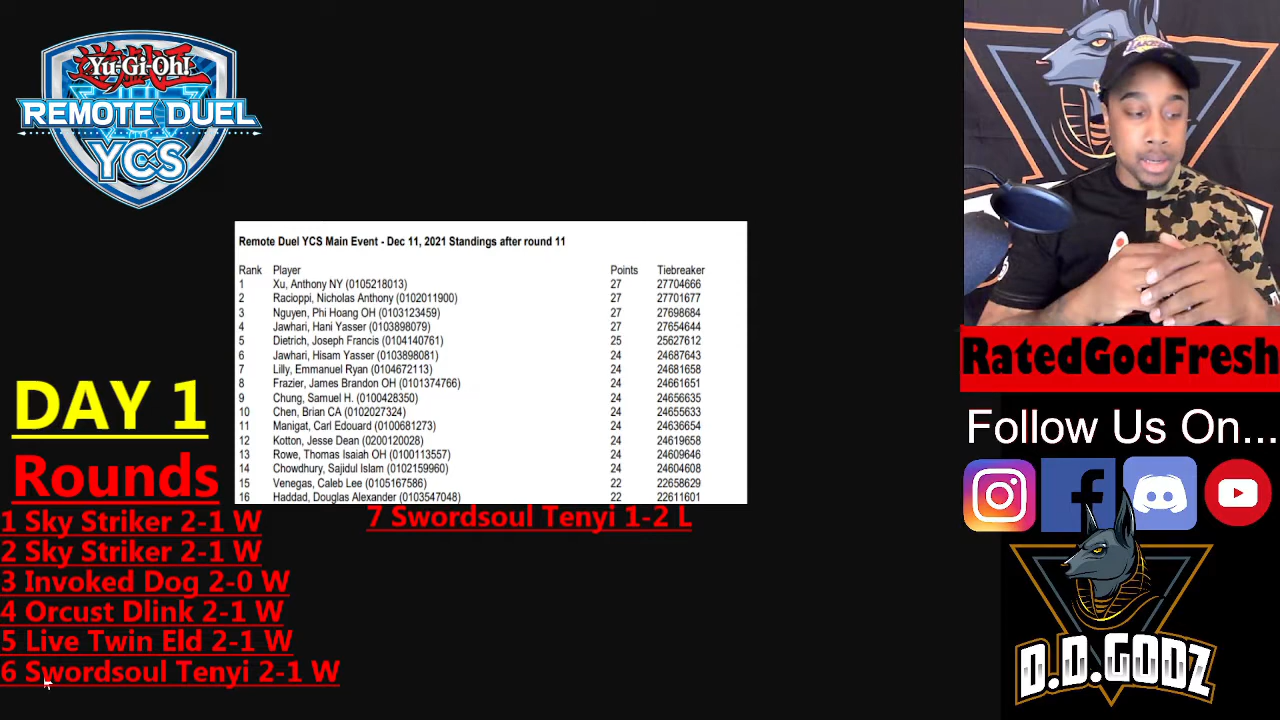 Yu-Gi-Oh!
REMOTE DUEL
YCS
Remote Duel YCS Main Event - Dec 11, 2021 Standings after round 11
Rank Player Points Tiebreaker
1 Xu, Anthony NY (0105218013) 27 27704666
2 Racioppi, Nicholas Anthony (0102011900) 27 27701677
3 Nguyen, Phi Hoang OH (0103123459) 27 27698684
4 Jawhari, Hani Yasser (0103898079) 27 27654644
5 Dietrich, Joseph Francis (0104140761) 25 25627612
6 Jawhari, Hisam Yasser (0103898081) 24 24687643
7 Lilly, Emmanuel Ryan (0104672113) 24 24681658
8 Frazier, James Brandon OH (0101374766) 24 24661651
9 Chung, Samuel H. (0100428350) 24 24656635
10 Chen, Brian CA (0102027324) 24 24655633
11 Manigat, Carl Edouard (0100681273) 24 24636654
12 Kotton, Jesse Dean (0200120028) 24 24619658
13 Rowe, Thomas Isaiah OH (0100113557) 24 24609646
14 Chowdhury, Sajidul Islam (0102159960) 24 24604608
15 Venegas, Caleb Lee (0105167586) 22 22658629
16 Haddad, Douglas Alexander (0103547048) 22 22611601
DAY 1
Rounds
1 Sky Striker 2-1 W
2 Sky Striker 2-1 W
3 Invoked Dog 2-0 W
4 Orcust Dlink 2-1 W
5 Live Twin Eld 2-1 W
6 Swordsoul Tenyi 2-1 W
7 Swordsoul Tenyi 1-2 L
RatedGodFresh
Follow Us On...
D.D.GODZ